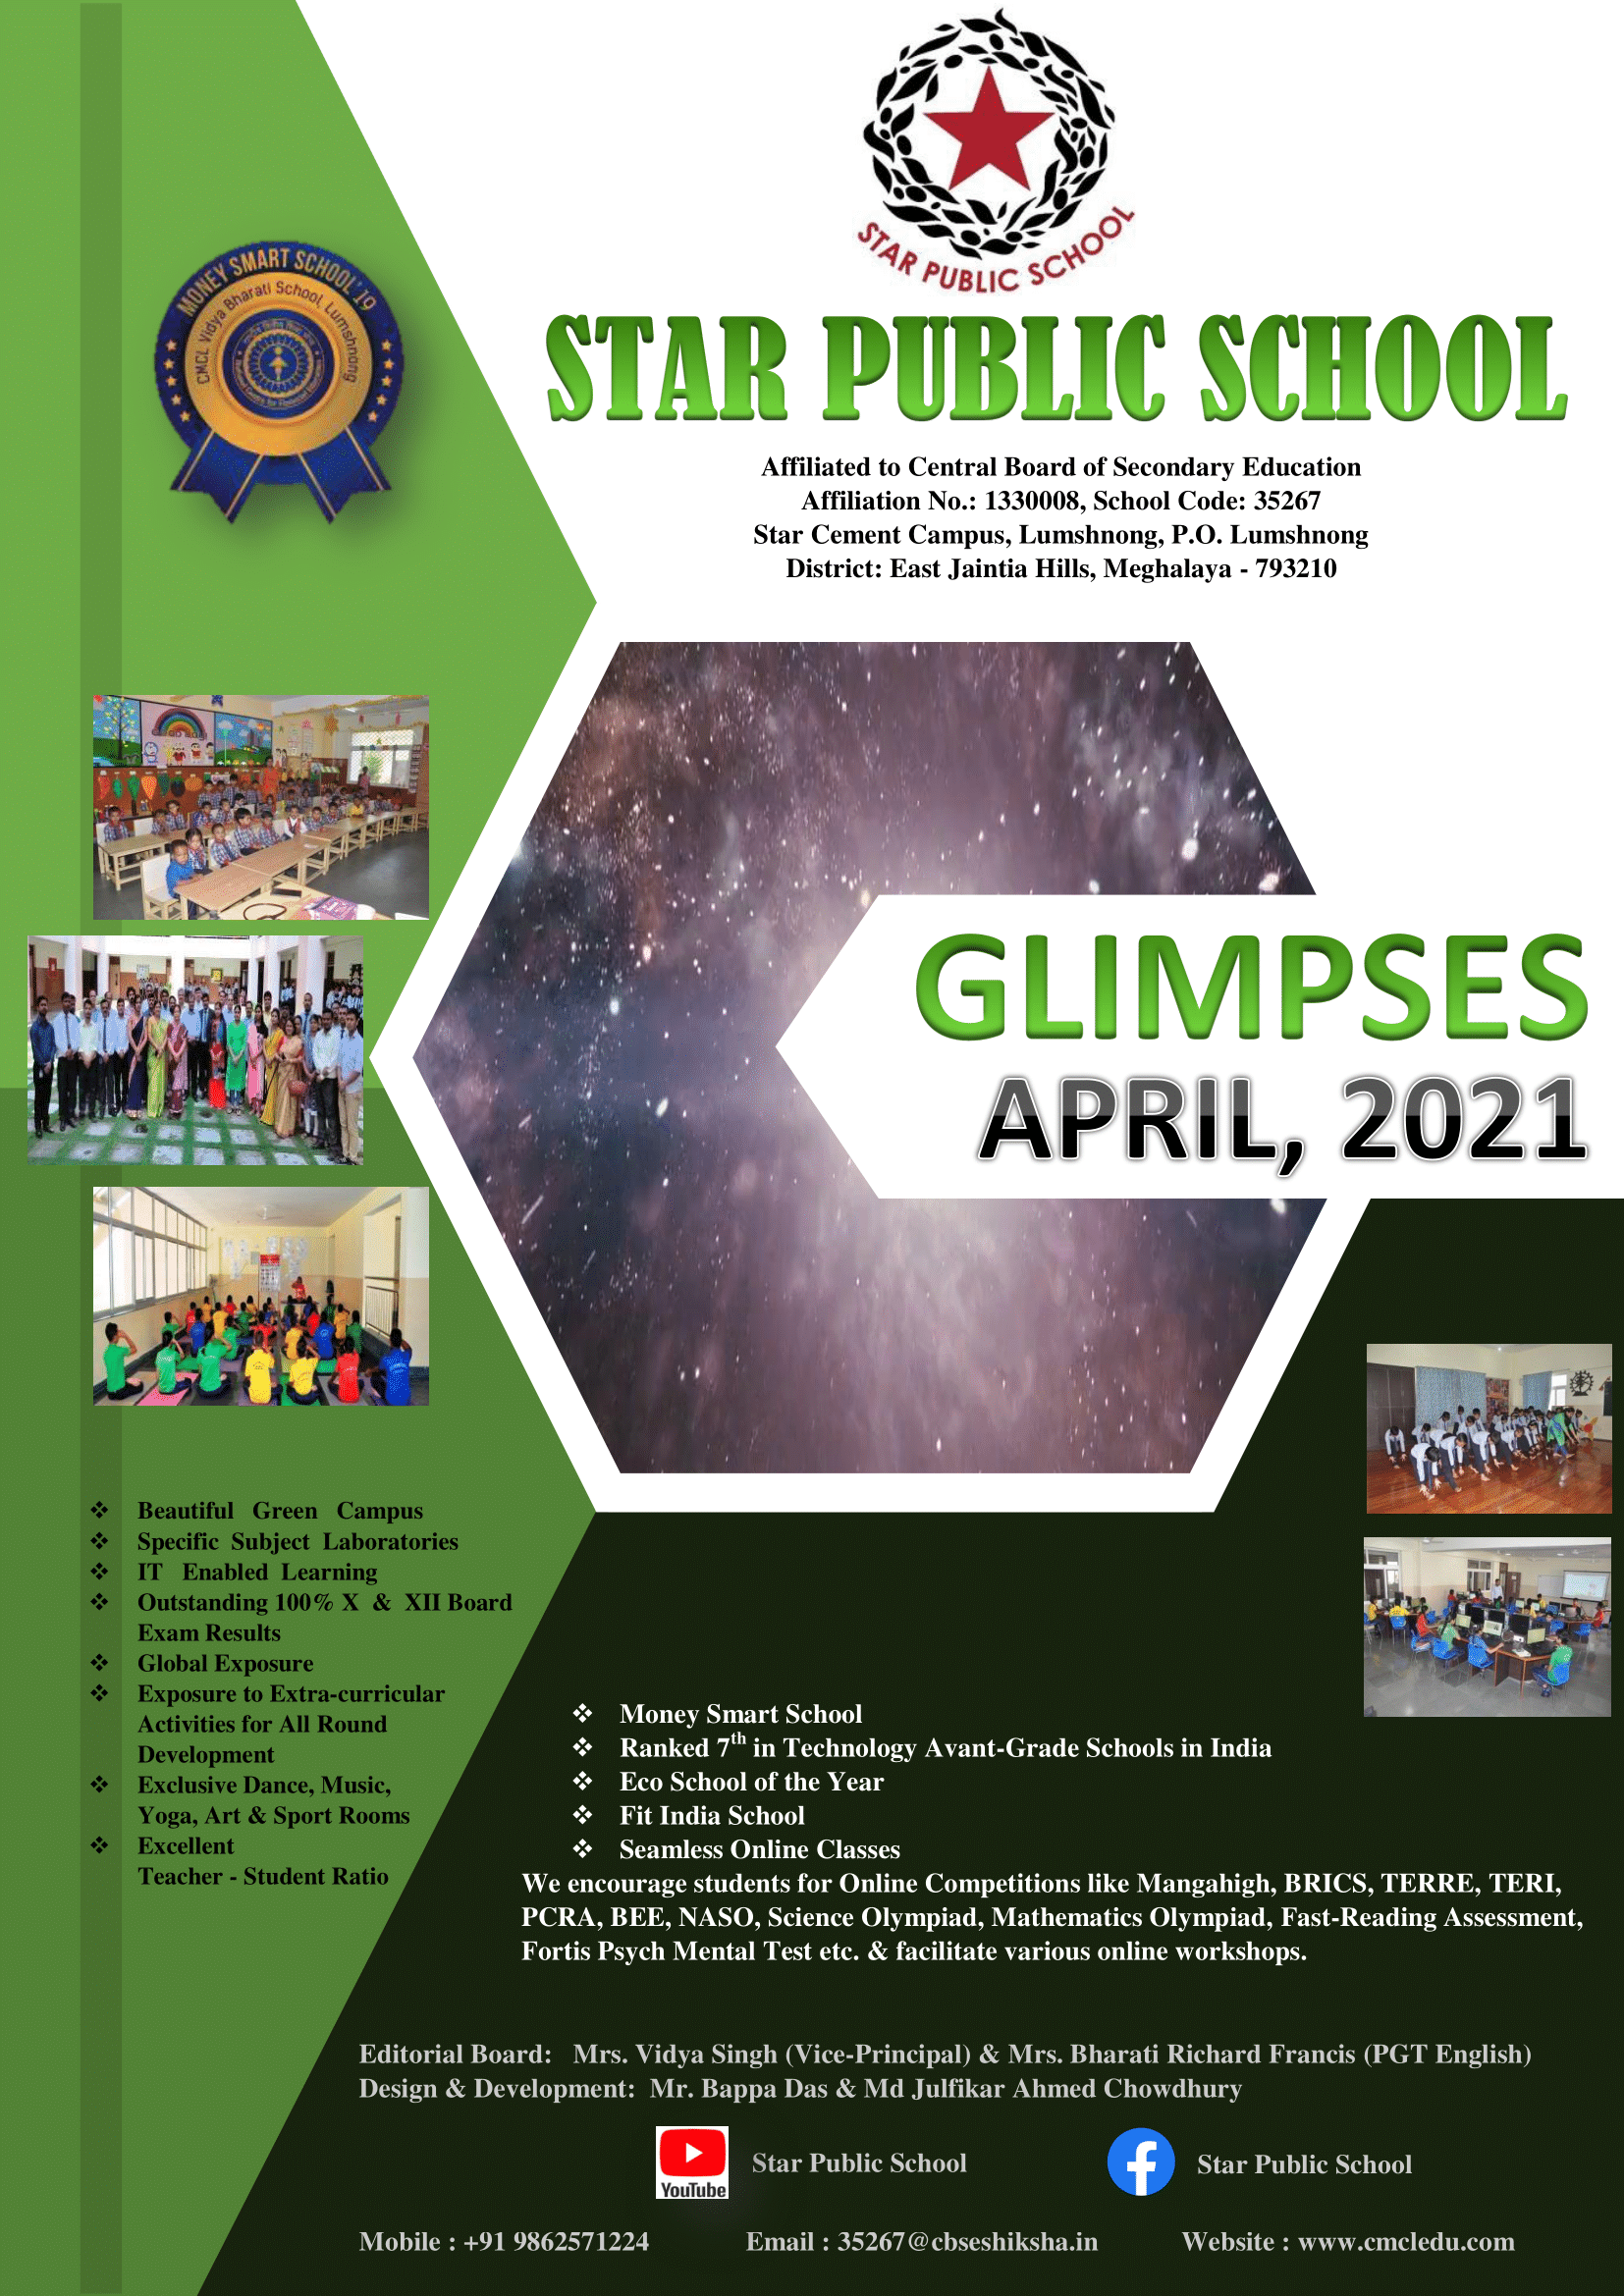 STAR PUBLIC SCHOOL
MONEY SMART SCHOOL'19
CMCL Vidya Bharati School, Lumshnong
STAR PUBLIC SCHOOL
Affiliated to Central Board of Secondary Education
Affiliation No.: 1330008, School Code: 35267
Star Cement Campus, Lumshnong, P.O. Lumshnong
District: East Jaintia Hills, Meghalaya - 793210
GLIMPSES
APRIL, 2021
❖ Beautiful Green Campus
❖ Specific Subject Laboratories
❖ IT Enabled Learning
❖ Outstanding 100% X & XII Board
Exam Results
❖ Global Exposure
❖ Exposure to Extra-curricular
Activities for All Round
Development
❖ Exclusive Dance, Music,
Yoga, Art & Sport Rooms
❖ Excellent
Teacher - Student Ratio
❖ Money Smart School
❖ Ranked 7th in Technology Avant-Grade Schools in India
❖ Eco School of the Year
❖ Fit India School
❖ Seamless Online Classes
We encourage students for Online Competitions like Mangahigh, BRICS, TERRE, TERI,
PCRA, BEE, NASO, Science Olympiad, Mathematics Olympiad, Fast-Reading Assessment,
Fortis Psych Mental Test etc. & facilitate various online workshops.
Editorial Board: Mrs. Vidya Singh (Vice-Principal) & Mrs. Bharati Richard Francis (PGT English)
Design & Development: Mr. Bappa Das & Md Julfikar Ahmed Chowdhury
YouTube Star Public School Star Public School
Mobile : +91 9862571224 Email : 35267@cbseshiksha.in Website : www.cmcledu.com